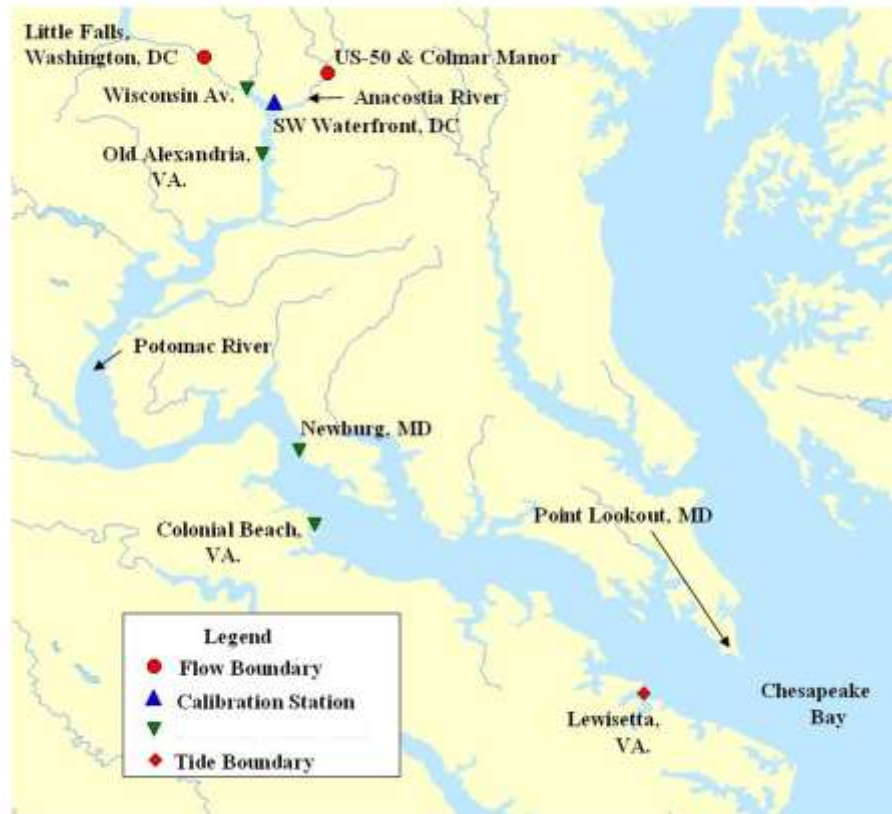 Little Falls,
Washington, DC
US-50 & Colmar Manor
Wisconsin Av.
Anacostia River
SW Waterfront, DC
Old Alexandria,
VA.
Potomac River
Newburg, MD
Point Lookout, MD
Colonial Beach,
VA.
Legend
Flow Boundary
Calibration Station
Tide Boundary
Chesapeake
Bay
Lewisetta,
VA.